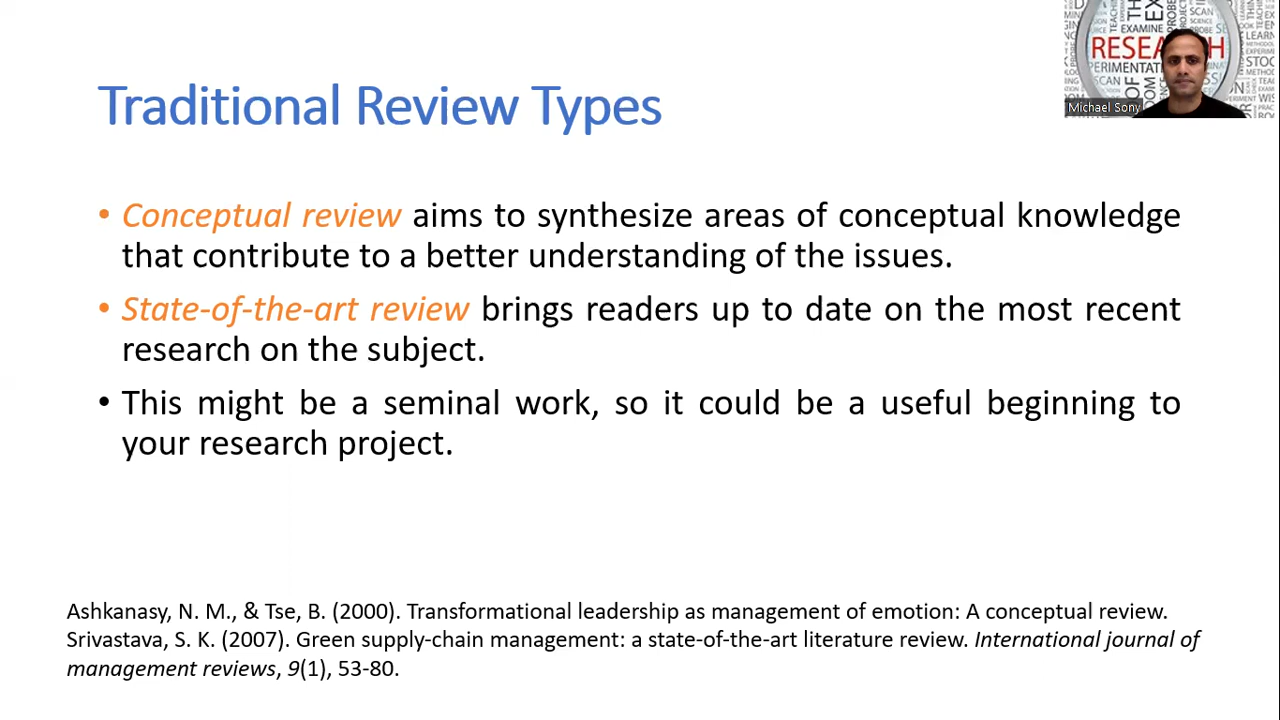 Traditional Review Types
RESEARCH
EXAMINE
SCAN
Michael Sony
• Conceptual review aims to synthesize areas of conceptual knowledge
that contribute to a better understanding of the issues.
• State-of-the-art review brings readers up to date on the most recent
research on the subject.
• This might be a seminal work, so it could be a useful beginning to
your research project.
Ashkanasy, N. M., & Tse, B. (2000). Transformational leadership as management of emotion: A conceptual review.
Srivastava, S. K. (2007). Green supply-chain management: a state-of-the-art literature review. International journal of
management reviews, 9(1), 53-80.